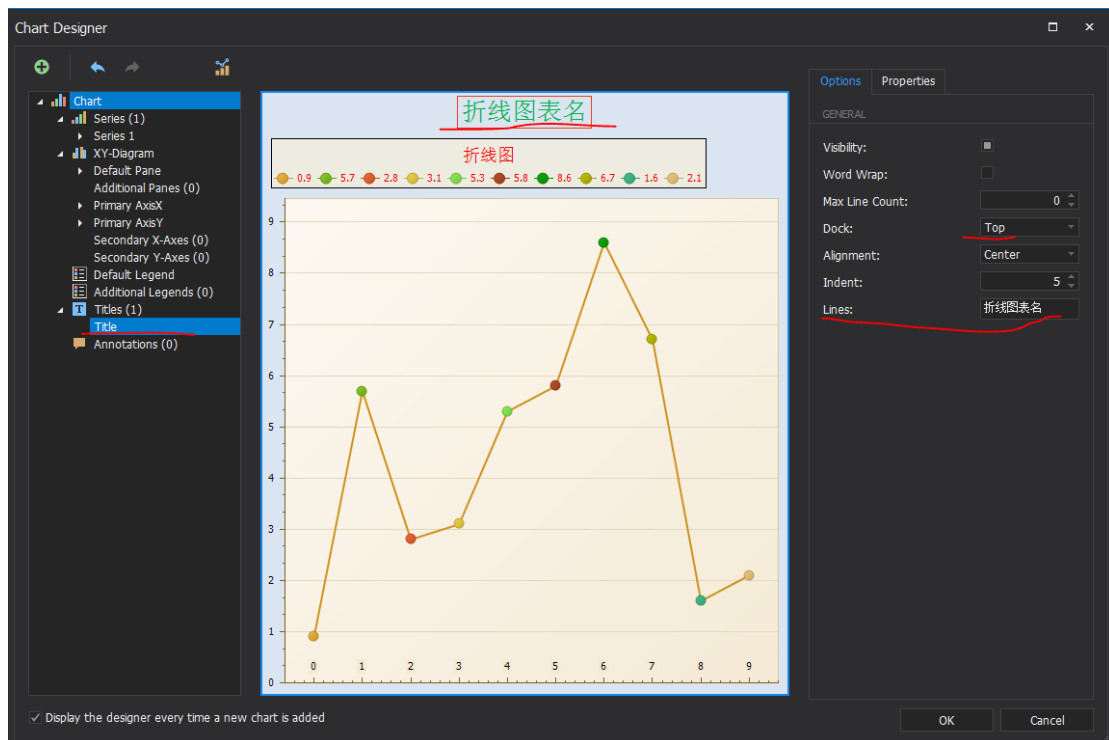 Chart Designer
Chart
Series (1)
Series 1
XY-Diagram
Default Pane
Additional Panes (0)
Primary AxisX
Primary AxisY
Secondary X-Axes (0)
Secondary Y-Axes (0)
Default Legend
Additional Legends (0)
Titles (1)
Title
Annotations (0)
折线图表名
折线图
0.9 5.7 2.8 3.1 5.3 5.8 8.6 6.7 1.6 2.1
9
8
7
6
5
4
3
2
1
0
0 1 2 3 4 5 6 7 8 9
Options Properties
GENERAL
Visibility:
Word Wrap:
Max Line Count: 0
Dock: Top
Alignment: Center
Indent: 5
Lines: 折线图表名
Display the designer every time a new chart is added
OK Cancel